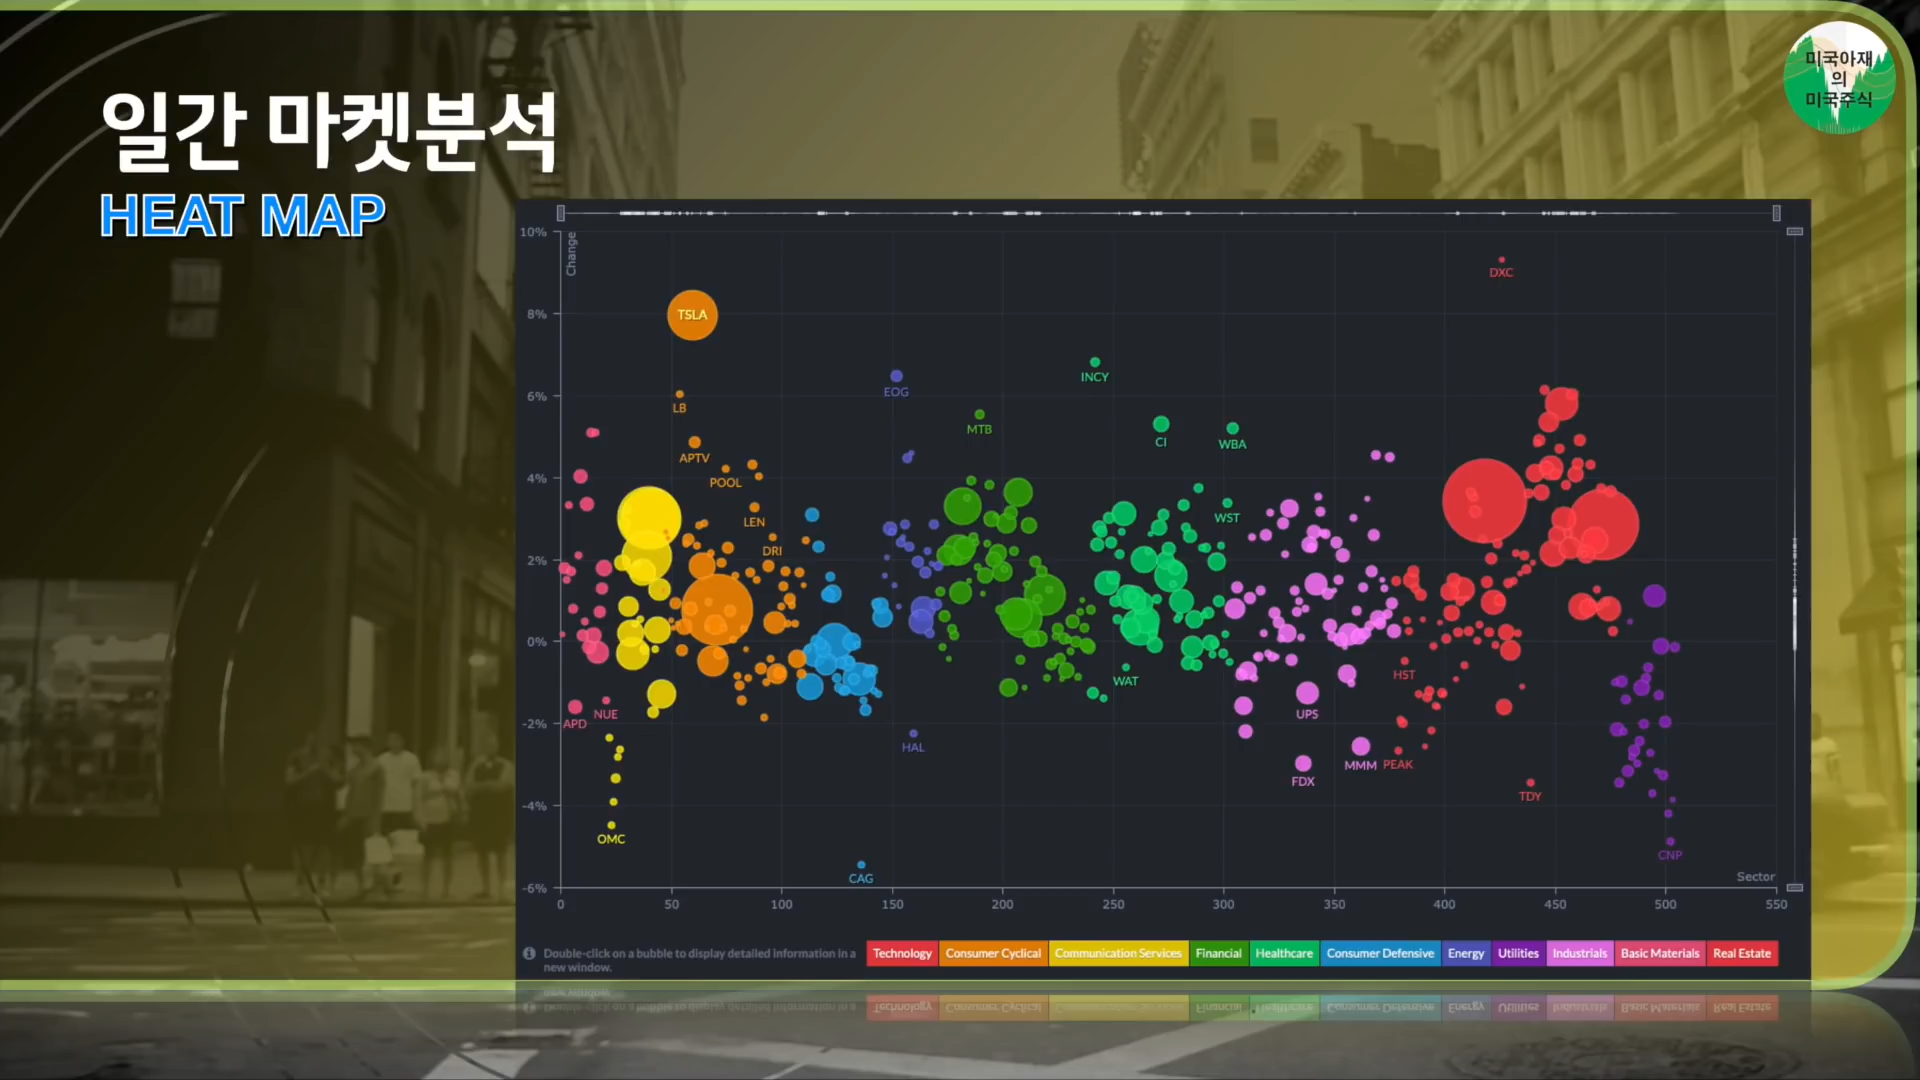 일간 마켓분석
HEAT MAP
미국아재
의
미국주식
10%
Change
8%
6%
4%
2%
0%
-2%
-4%
-6%
DXC
TSLA
INCY
EOG
LB
MTB
CI
WBA
APTV
POOL
LEN
WST
DRI
WAT
HST
APD
NUE
UPS
HAL
MMM
PEAK
FDX
TDY
OMC
CNP
CAG
Sector
0 50 100 150 200 250 300 350 400 450 500 550
Double-click on a bubble to display detailed information in a
new window.
Technology Consumer Cyclical Communication Services Financial Healthcare Consumer Defensive Energy Utilities Industrials Basic Materials Real Estate